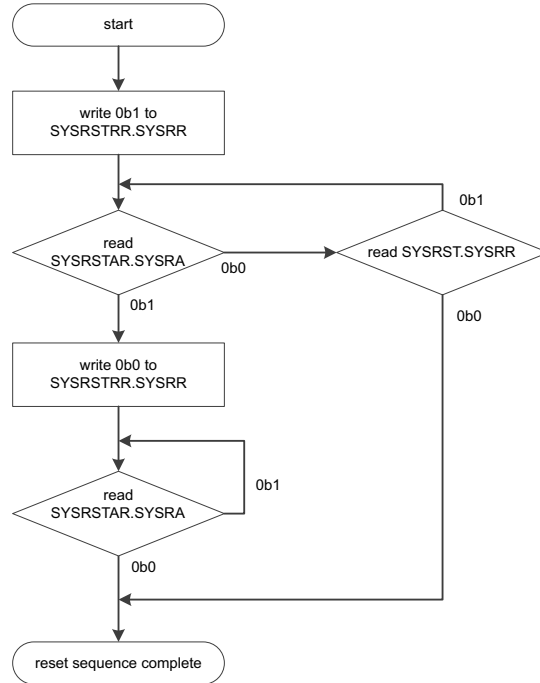 start
write 0b1 to
SYSRSTRR.SYSRR
0b1
read
SYSRSTAR.SYSRA
0b0
read SYSRST.SYSRR
0b1
0b0
write 0b0 to
SYSRSTRR.SYSRR
read
SYSRSTAR.SYSRA
0b1
0b0
reset sequence complete